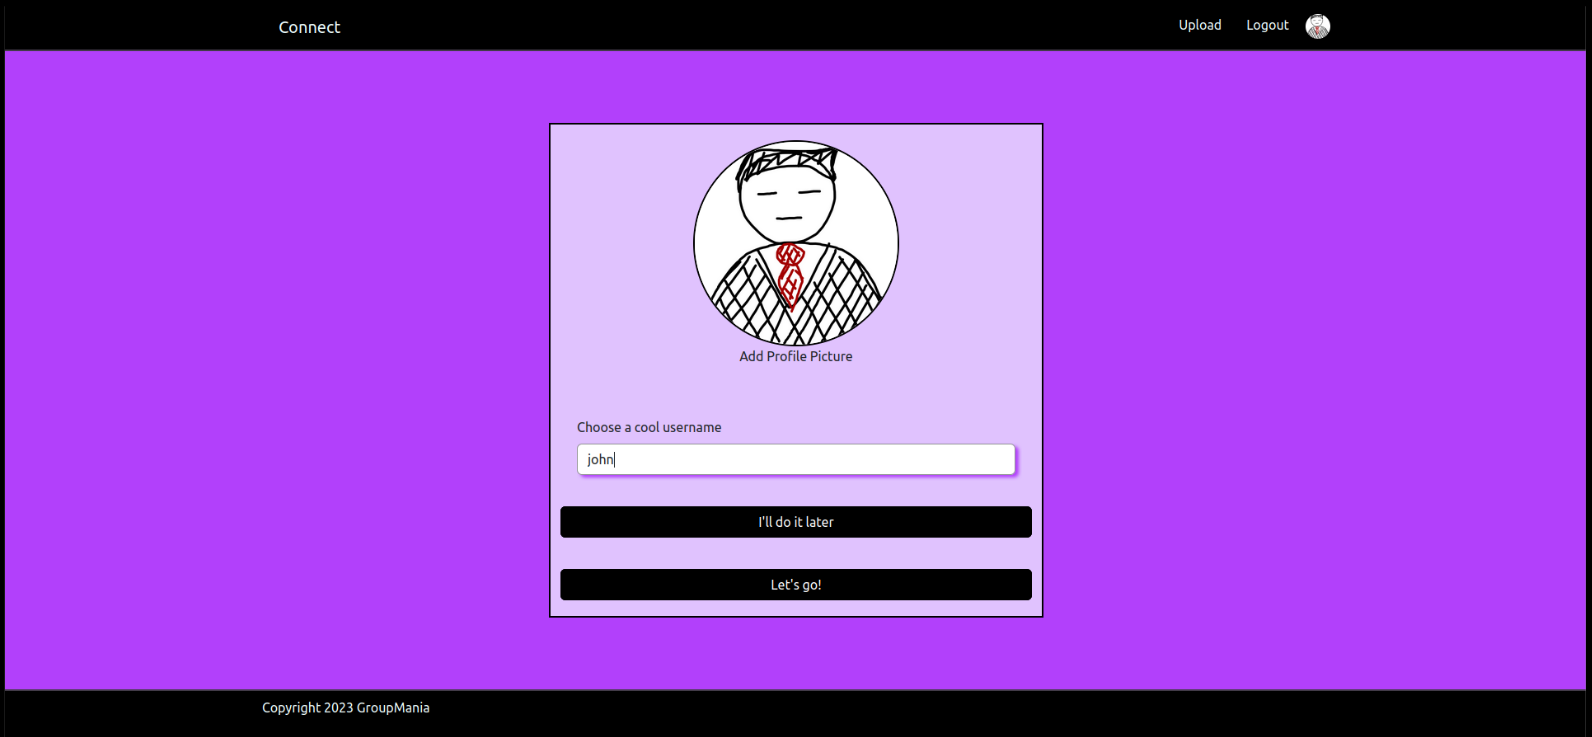 Connect
Upload
Logout
Add Profile Picture
Choose a cool username
john
I'll do it later
Let's go!
Copyright 2023 GroupMania